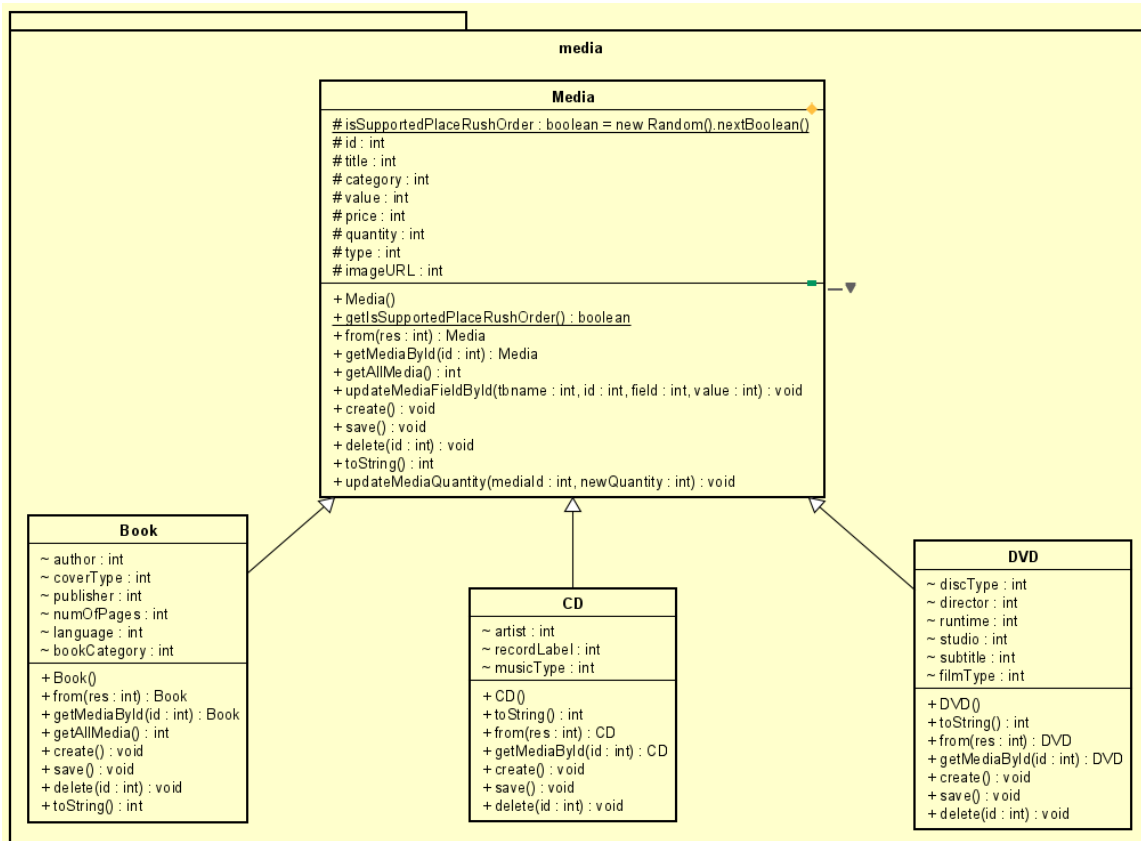 media
Media
# isSupportedPlaceRushOrder : boolean = new Random().nextBoolean()
# id : int
# title : int
# category : int
# value : int
# price : int
# quantity : int
# type : int
# imageURL : int
+ Media()
+ getIsSupportedPlaceRushOrder() : boolean
+ from(res : int) : Media
+ getMediaById(id : int) : Media
+ getAllMedia() : int
+ updateMediaFieldById(tbname : int, id : int, field : int, value : int) : void
+ create() : void
+ save() : void
+ delete(id : int) : void
+ toString() : int
+ updateMediaQuantity(mediaId : int, newQuantity : int) : void
Book
~ author : int
~ coverType : int
~ publisher : int
~ numOfPages : int
~ language : int
~ bookCategory : int
+ Book()
+ from(res : int) : Book
+ getMediaById(id : int) : Book
+ getAllMedia() : int
+ create() : void
+ save() : void
+ delete(id : int) : void
+ toString() : int
CD
~ artist : int
~ recordLabel : int
~ musicType : int
+ CD()
+ toString() : int
+ from(res : int) : CD
+ getMediaById(id : int) : CD
+ create() : void
+ save() : void
+ delete(id : int) : void
DVD
~ discType : int
~ director : int
~ runtime : int
~ studio : int
~ subtitle : int
~ filmType : int
+ DVD()
+ toString() : int
+ from(res : int) : DVD
+ getMediaById(id : int) : DVD
+ create() : void
+ save() : void
+ delete(id : int) : void